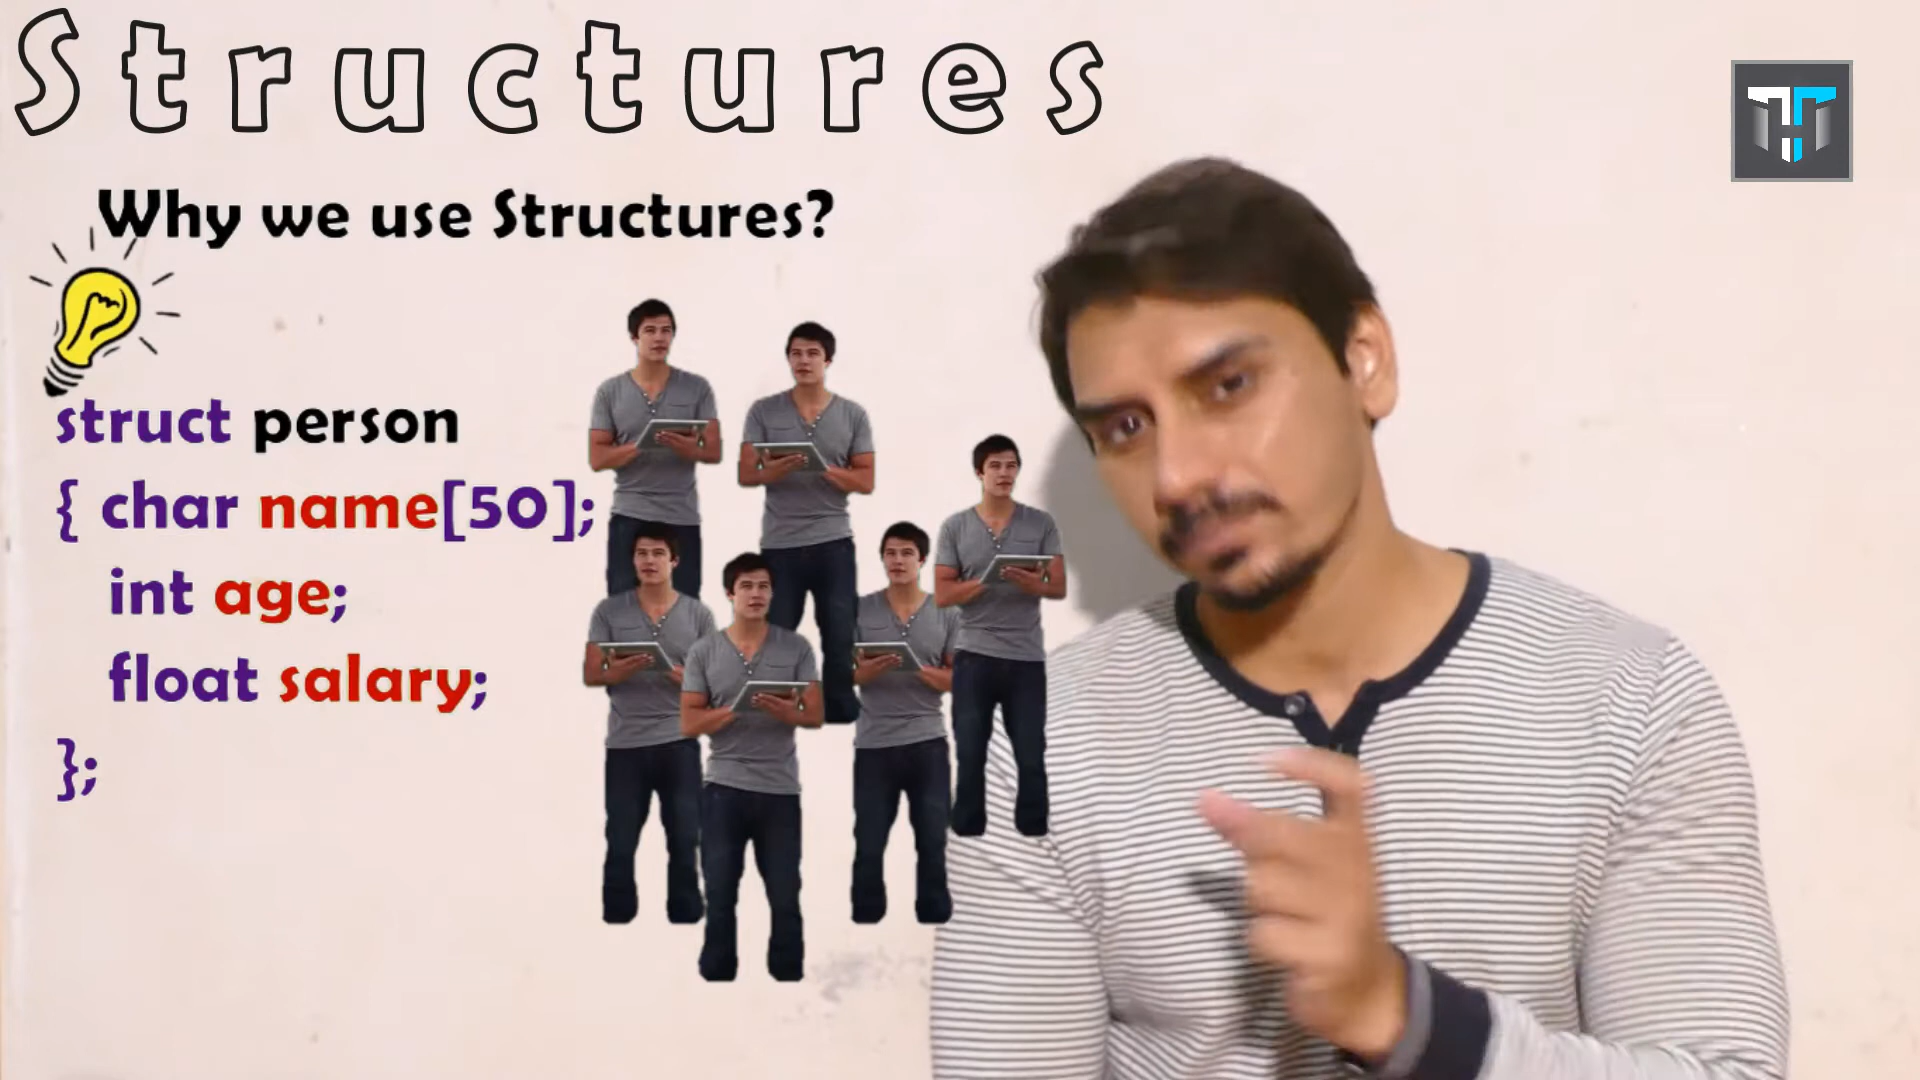 Structures
Why we use Structures?
struct person
{ char name[50];
int age;
float salary;
};